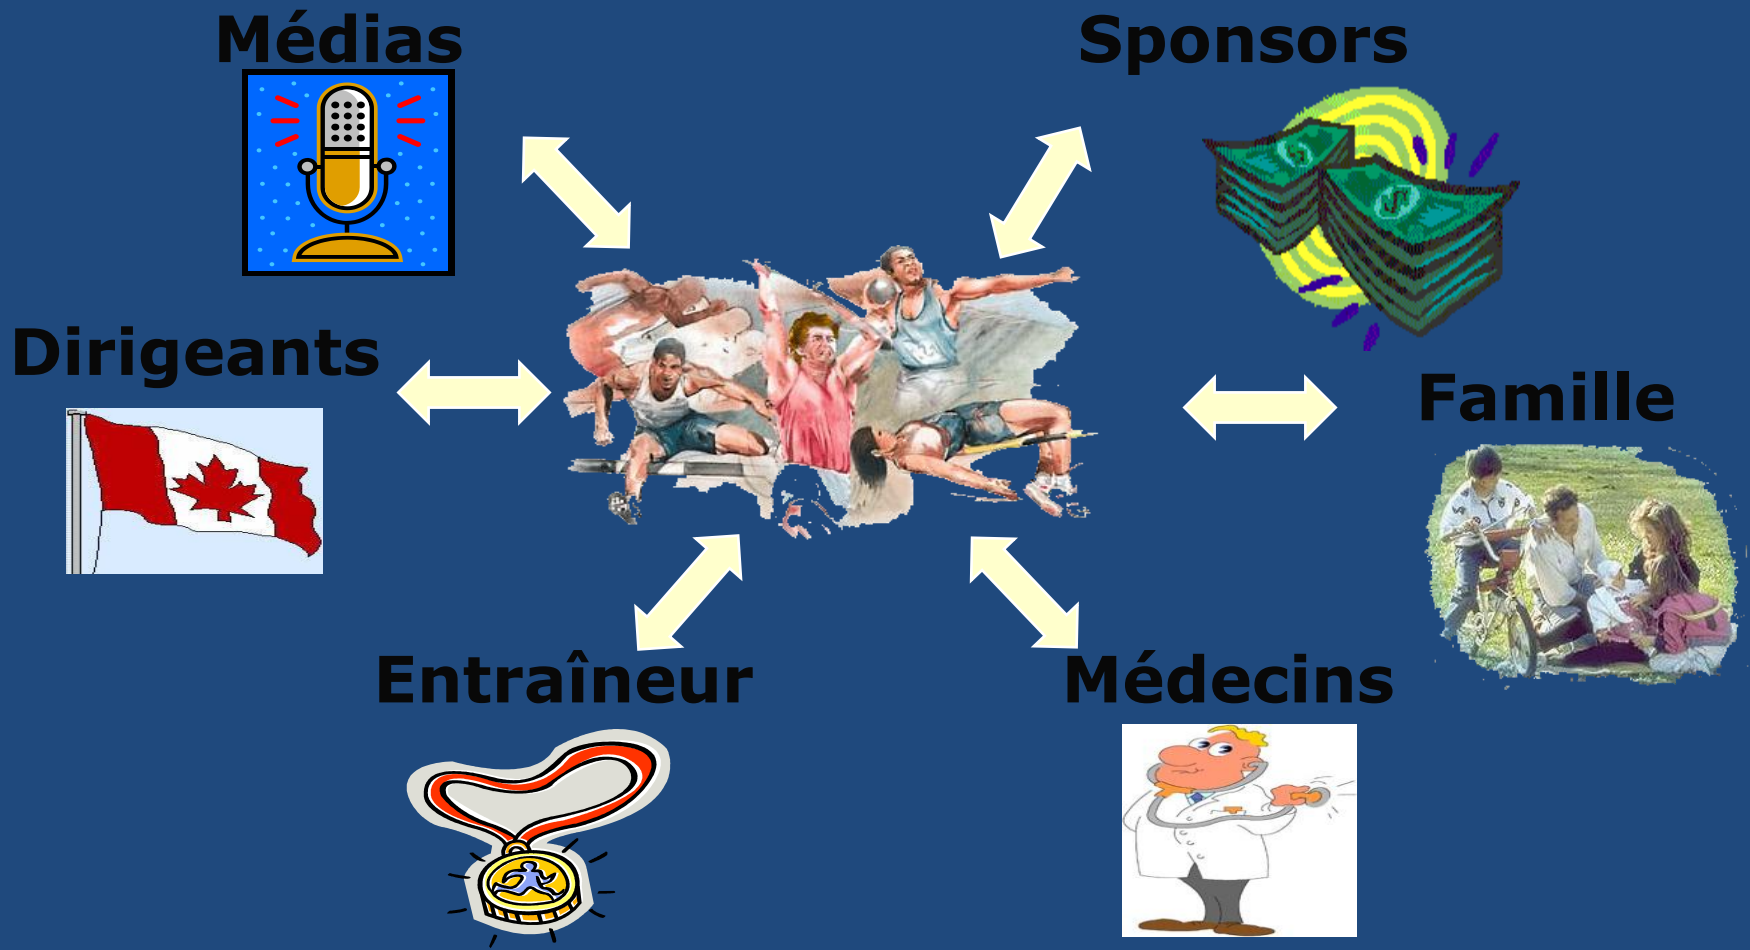 Médias
Sponsors
Dirigeants
Famille
Entraîneur
Médecins